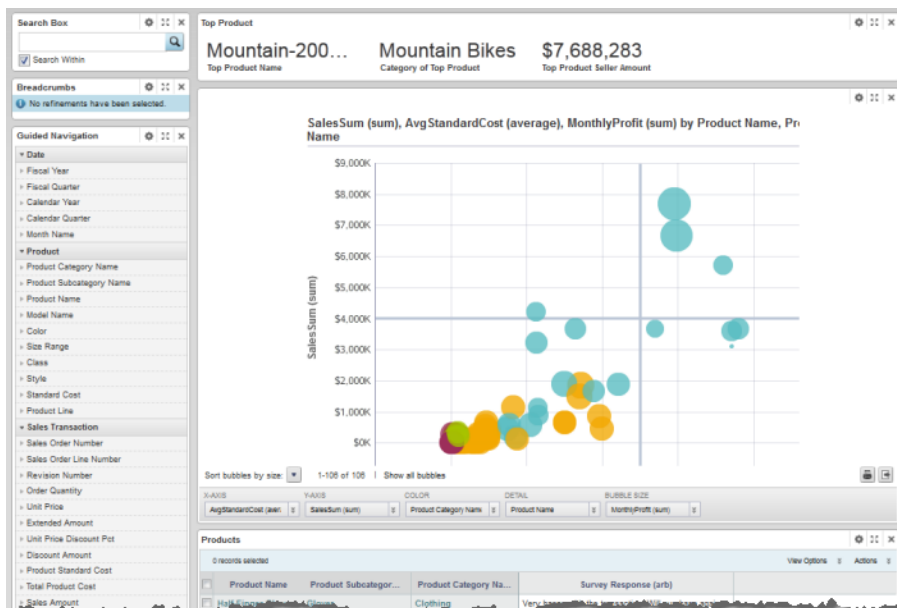 Search Box
Search Within
Breadcrumbs
No refinements have been selected.
Guided Navigation
Date
Fiscal Year
Fiscal Quarter
Calendar Year
Calendar Quarter
Month Name
Product
Product Category Name
Product Subcategory Name
Product Name
Model Name
Color
Size Range
Class
Style
Standard Cost
Product Line
Sales Transaction
Sales Order Number
Sales Order Line Number
Revision Number
Order Quantity
Unit Price
Extended Amount
Unit Price Discount Pct
Discount Amount
Product Standard Cost
Total Product Cost
Sales Amount
Top Product
Mountain-200... Mountain Bikes $7,688,283
Top Product Name Category of Top Product Top Product Seller Amount
SalesSum (sum), AvgStandardCost (average), MonthlyProfit (sum) by Product Name, Pr
Name
SalesSum (sum)
$9,000K
$8,000K
$7,000K
$6,000K
$5,000K
$4,000K
$3,000K
$2,000K
$1,000K
$0K
Sort bubbles by size: 1-106 of 106 | Show all bubbles
X-AXIS Y-AXIS COLOR DETAIL BUBBLE SIZE
AvgStandardCost (aver. SalesSum (sum) Product Category Name Product Name MonthlyProfit (sum)
Products
0 records selected View Options Actions
Product Name Product Subcategor... Product Category Na... Survey Response (arb)
Clothing